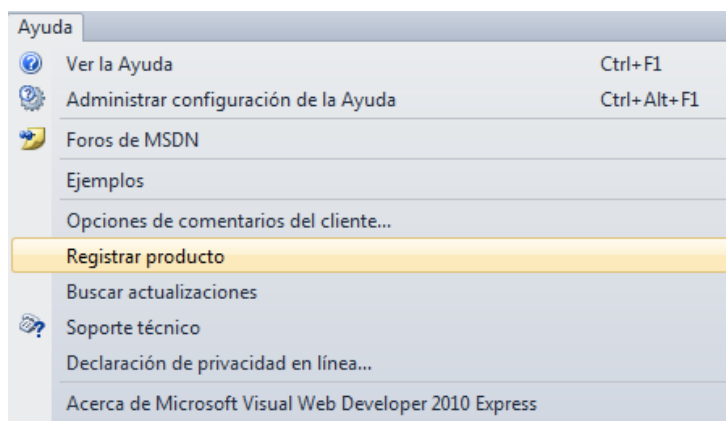 Ayuda
Ver la Ayuda Ctrl+F1
Administrar configuración de la Ayuda Ctrl+Alt+F1
Foros de MSDN
Ejemplos
Opciones de comentarios del cliente...
Registrar producto
Buscar actualizaciones
Soporte técnico
Declaración de privacidad en línea...
Acerca de Microsoft Visual Web Developer 2010 Express